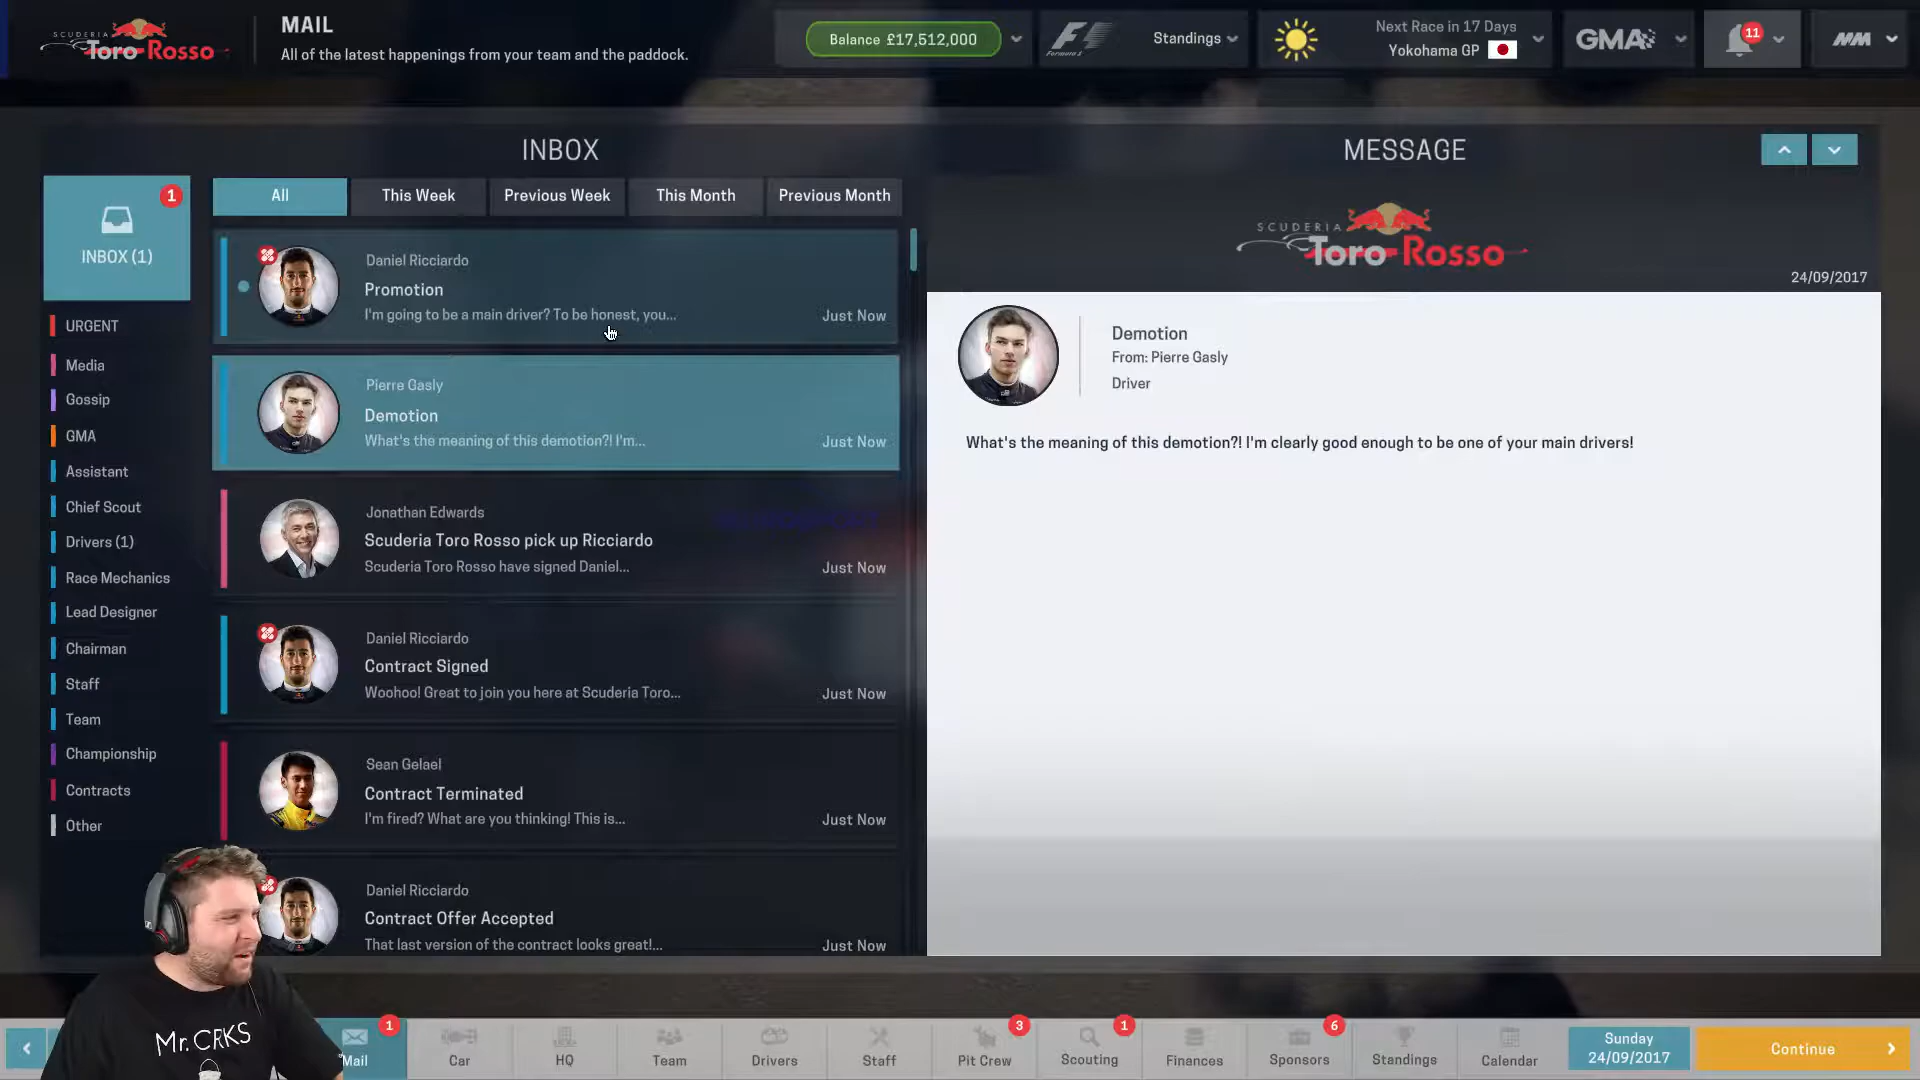 SCUDERIA
Toro Rosso
MAIL
All of the latest happenings from your team and the paddock.
Balance £17,512,000
F1
Formula 1
Standings
Next Race in 17 Days
Yokohama GP
GMA
11
MM
INBOX
MESSAGE
1
INBOX (1)
All
This Week
Previous Week
This Month
Previous Month
URGENT
Media
Gossip
GMA
Assistant
Chief Scout
Drivers (1)
Race Mechanics
Lead Designer
Chairman
Staff
Team
Championship
Contracts
Other
Daniel Ricciardo
Promotion
I'm going to be a main driver? To be honest, you...
Just Now
Pierre Gasly
Demotion
What's the meaning of this demotion?! I'm...
Just Now
Jonathan Edwards
Scuderia Toro Rosso pick up Ricciardo
Scuderia Toro Rosso have signed Daniel...
Just Now
Daniel Ricciardo
Contract Signed
Woohoo! Great to join you here at Scuderia Toro...
Just Now
Sean Gelael
Contract Terminated
I'm fired? What are you thinking! This is...
Just Now
Daniel Ricciardo
Contract Offer Accepted
That last version of the contract looks great!...
Just Now
SCUDERIA
Toro Rosso
24/09/2017
Demotion
From: Pierre Gasly
Driver
What's the meaning of this demotion?! I'm clearly good enough to be one of your main drivers!
Mr. CRKS
1
Mail
Car
HQ
Team
Drivers
Staff
3
Pit Crew
1
Scouting
Finances
6
Sponsors
Standings
Calendar
Sunday
24/09/2017
Continue